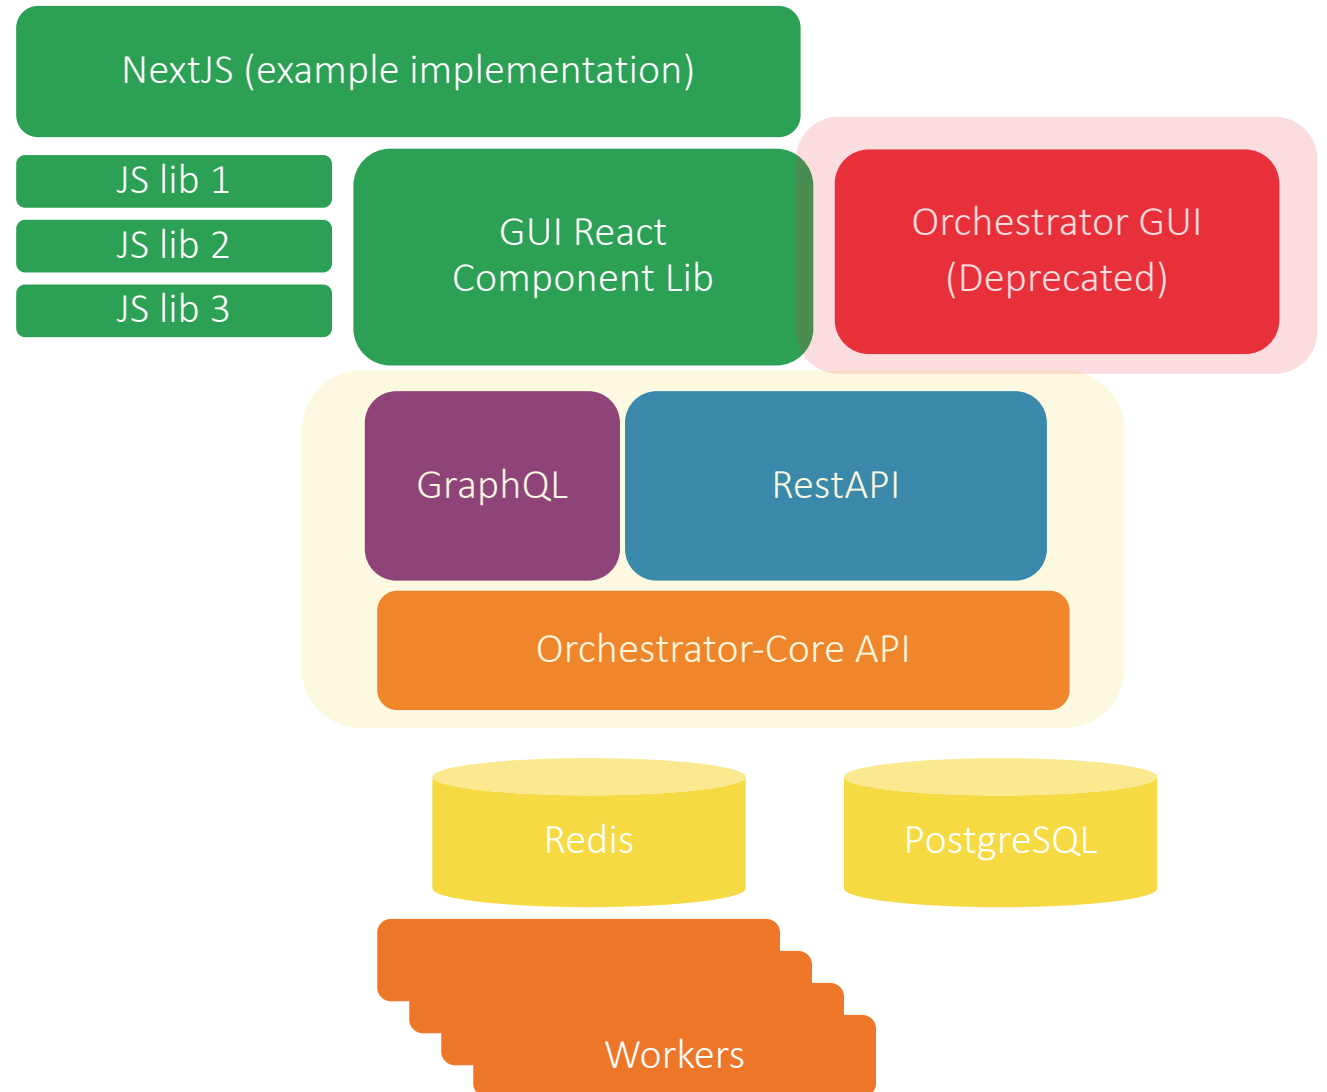 NextJS (example implementation)
JS lib 1
JS lib 2
JS lib 3
GUI React
Component Lib
Orchestrator GUI
(Deprecated)
GraphQL
RestAPI
Orchestrator-Core API
Redis
PostgreSQL
Workers